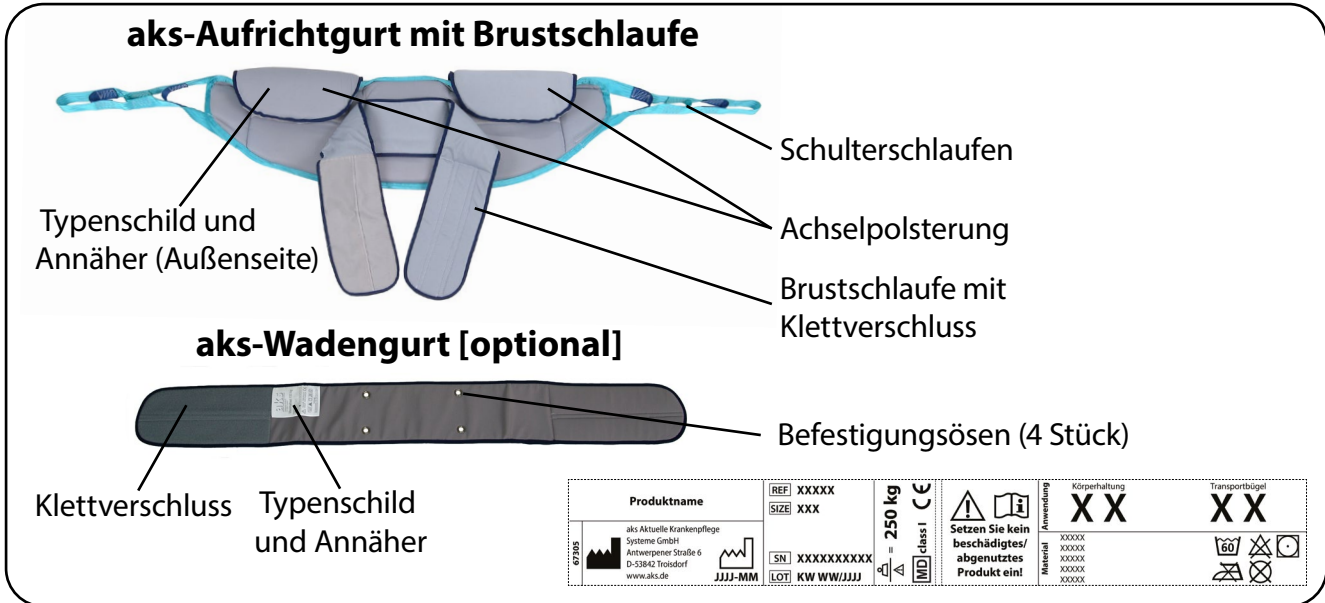 aks-Aufrichtgurt mit Brustschlaufe
Schulterschlaufen
Typenschild und
Annäher (Außenseite)
Achselpolsterung
Brustschlaufe mit
Klettverschluss
aks-Wadengurt [optional]
Befestigungsösen (4 Stück)
Klettverschluss
Typenschild
und Annäher
Produktname
67305
aks Aktuelle Krankenpflege
Systeme GmbH
Antwerpener Straße 6
D-53842 Troisdorf
www.aks.de
JJJJ-MM
REF XXXXX
SIZE XXX
SN XXXXXXXXXX
LOT KW WW/JJJJ
= 250 kg
MD class I CE
Setzen Sie kein
beschädigtes/
abgenutztes
Produkt ein!
Anwendung
Körperhaltung
X X
Transportbügel
X X
Material
XXXXX
XXXXX
XXXXX
XXXXX
XXXXX
60